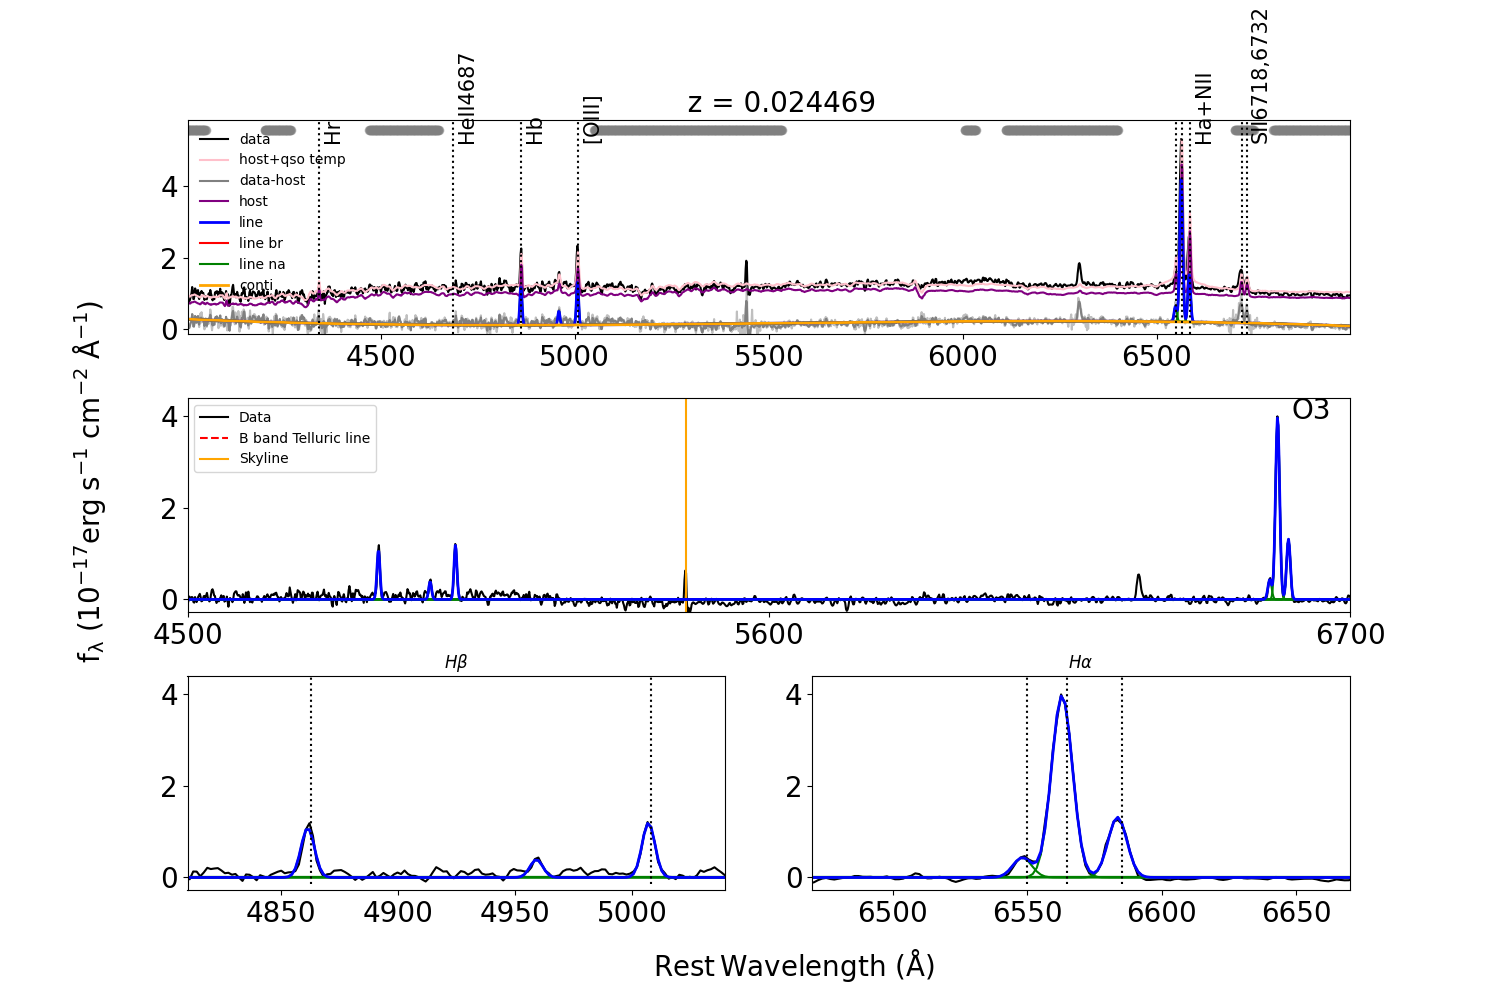 z = 0.024469
Hr
HeII4687
Hb
[OIII]
Ha+NII
SII6718,6732
data
host+qso temp
data-host
host
line
line br
line na
conti
4
2
0
4500
5000
5500
6000
6500
Data
B band Telluric line
Skyline
O3
4
2
0
4500
5600
6700
fλ (10−17erg s−1 cm−2 Å−1)
Hβ
4
2
0
4850
4900
4950
5000
Hα
4
2
0
6500
6550
6600
6650
Rest Wavelength (Å)